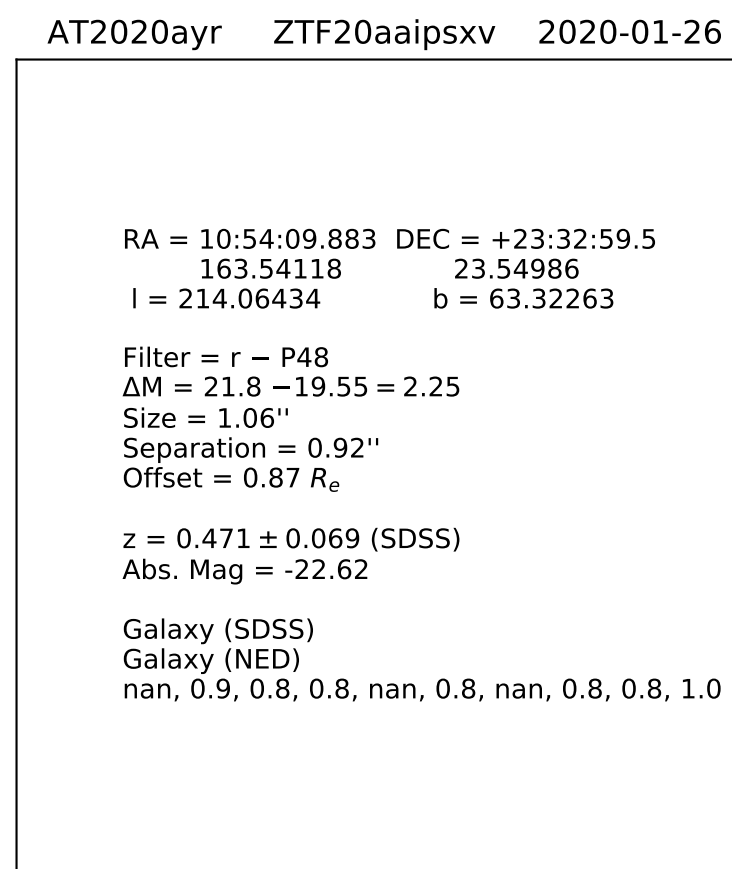 AT2020ayr ZTF20aaipsxv 2020-01-26
RA = 10:54:09.883 DEC = +23:32:59.5
163.54118 23.54986
l = 214.06434 b = 63.32263
Filter = r − P48
ΔM = 21.8 −19.55 = 2.25
Size = 1.06''
Separation = 0.92''
Offset = 0.87 Re
z = 0.471 ± 0.069 (SDSS)
Abs. Mag = -22.62
Galaxy (SDSS)
Galaxy (NED)
nan, 0.9, 0.8, 0.8, nan, 0.8, nan, 0.8, 0.8, 1.0